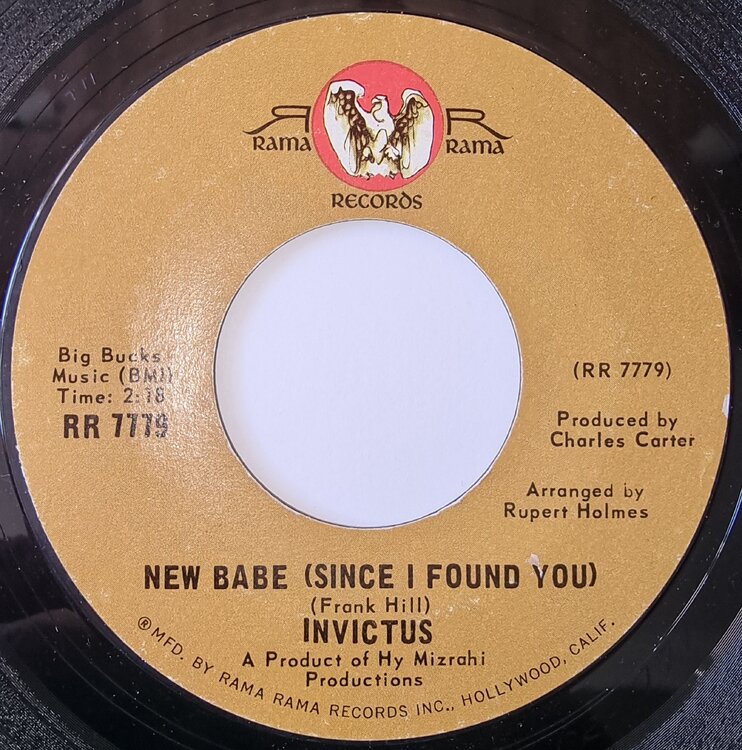 RAMA RAMA
RECORDS
Big Bucks
Music (BMI)
Time: 2:18
RR 7779
(RR 7779)
Produced by
Charles Carter
Arranged by
Rupert Holmes
NEW BABE (SINCE I FOUND YOU)
(Frank Hill)
INVICTUS
A Product of Hy Mizrahi
Productions
®MFD. BY RAMA RAMA RECORDS INC., HOLLYWOOD, CALIF.